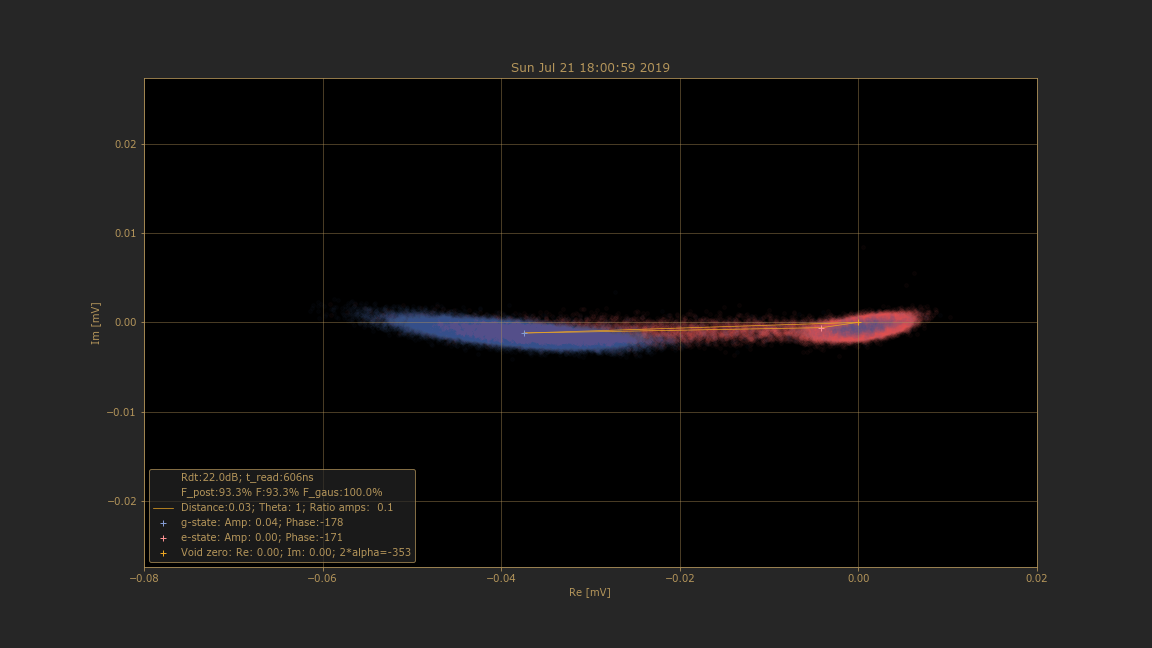 Sun Jul 21 18:00:59 2019
0.02
0.01
0.00
−0.01
−0.02
Im [mV]
Rdt:22.0dB; t_read:606ns
F_post:93.3% F:93.3% F_gaus:100.0%
Distance:0.03; Theta: 1; Ratio amps:  0.1
g-state: Amp: 0.04; Phase:-178
e-state: Amp: 0.00; Phase:-171
Void zero: Re: 0.00; Im: 0.00; 2*alpha=-353
−0.08 −0.06 −0.04 −0.02 0.00 0.02
Re [mV]